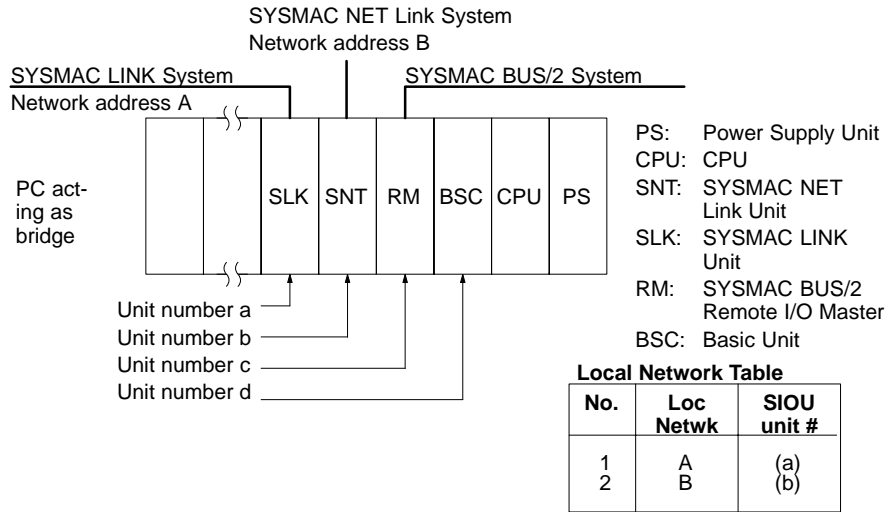 SYSMAC NET Link System
Network address B
SYSMAC LINK System
Network address A
SYSMAC BUS/2 System
PC act-
ing as
bridge
SLK SNT RM BSC CPU PS
Unit number a
Unit number b
Unit number c
Unit number d
PS: Power Supply Unit
CPU: CPU
SNT: SYSMAC NET
Link Unit
SLK: SYSMAC LINK
Unit
RM: SYSMAC BUS/2
Remote I/O Master
BSC: Basic Unit
Local Network Table
No. Loc Netwk SIOU unit #
1 A (a)
2 B (b)